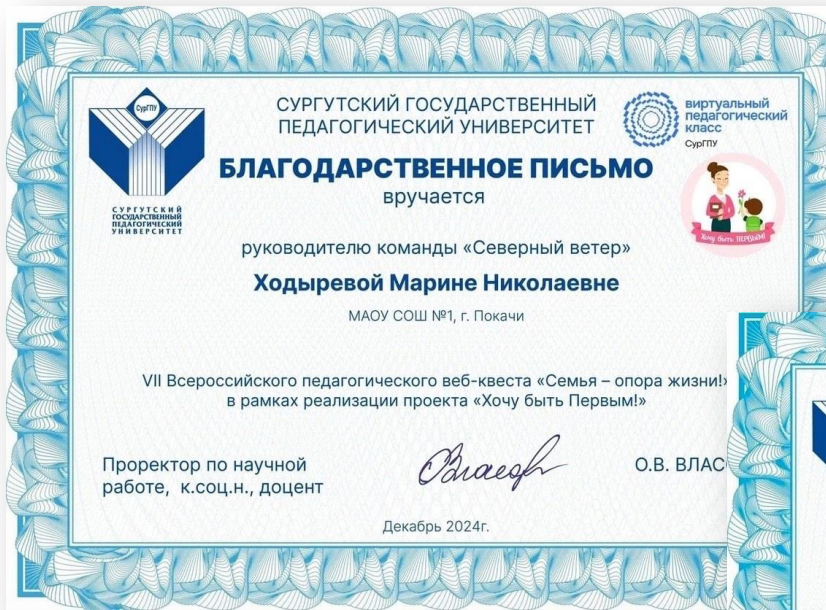 СурГПУ
СУРГУТСКИЙ
ГОСУДАРСТВЕННЫЙ
ПЕДАГОГИЧЕСКИЙ
УНИВЕРСИТЕТ
СУРГУТСКИЙ ГОСУДАРСТВЕННЫЙ
ПЕДАГОГИЧЕСКИЙ УНИВЕРСИТЕТ
виртуальный
педагогический
класс
СурГПУ
БЛАГОДАРСТВЕННОЕ ПИСЬМО
вручается
Хочу быть ПЕРВЫМ!
руководителю команды «Северный ветер»
Ходыревой Марине Николаевне
МАОУ СОШ №1, г. Покачи
VII Всероссийского педагогического веб-квеста «Семья – опора жизни!»
в рамках реализации проекта «Хочу быть Первым!»
Проректор по научной
работе, к.соц.н., доцент
О.В. ВЛАС
Декабрь 2024г.